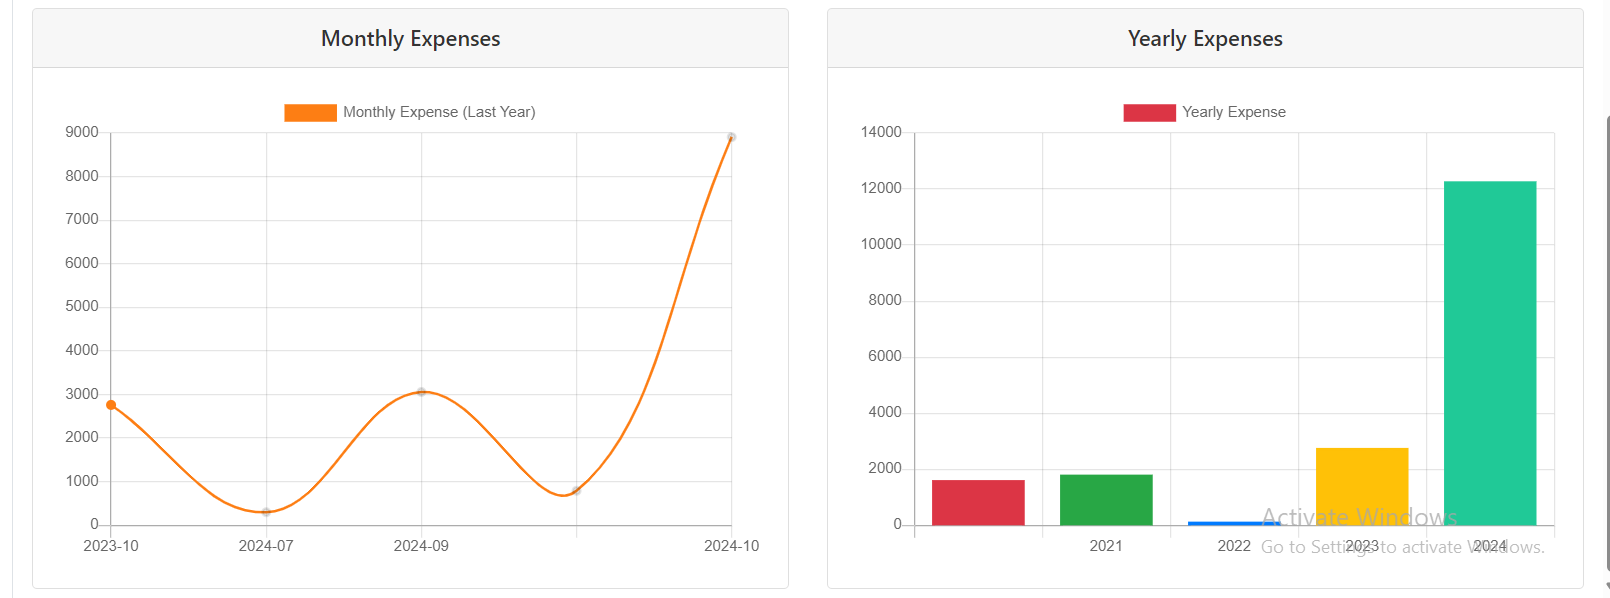 Monthly Expenses
Monthly Expense (Last Year)
9000
8000
7000
6000
5000
4000
3000
2000
1000
0
2023-10 2024-07 2024-09 2024-10
Yearly Expenses
Yearly Expense
14000
12000
10000
8000
6000
4000
2000
0
2021 2022 2023 2024
Activate Windows
Go to Settings to activate Windows.